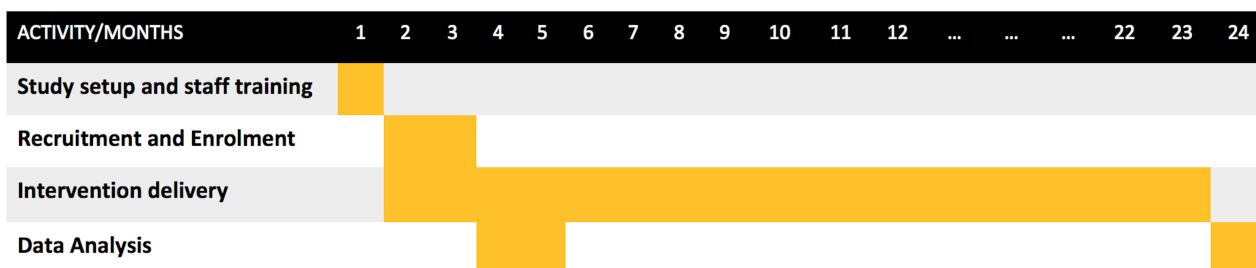 ACTIVITY/MONTHS 1 2 3 4 5 6 7 8 9 10 11 12 ... ... ... 22 23 24
Study setup and staff training
Recruitment and Enrolment
Intervention delivery
Data Analysis